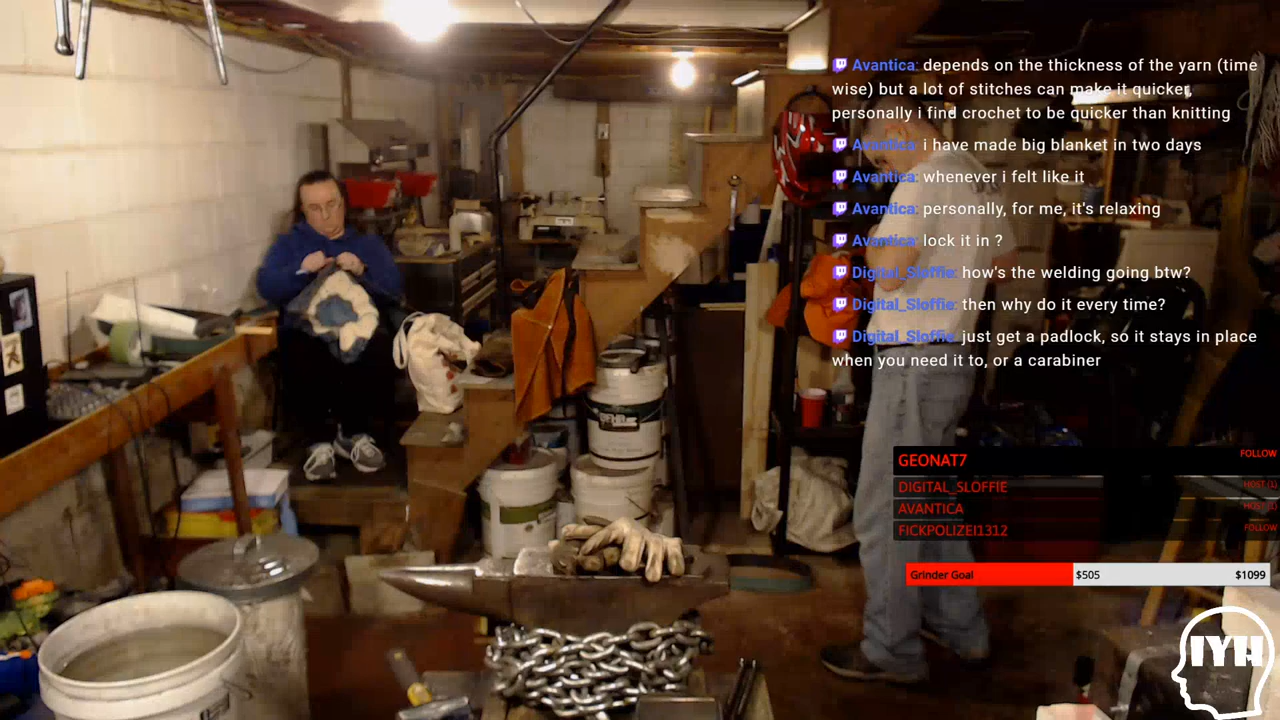 Avantica: depends on the thickness of the yarn (time
wise) but a lot of stitches can make it quicker,
personally i find crochet to be quicker than knitting
Avantica: i have made big blanket in two days
Avantica: whenever i felt like it
Avantica: personally, for me, it's relaxing
Avantica: lock it in ?
Digital_Sloffie: how's the welding going btw?
Digital_Sloffie: then why do it every time?
Digital_Sloffie: just get a padlock, so it stays in place
when you need it to, or a carabiner
GEONAT7 FOLLOW
DIGITAL_SLOFFIE HOST (1)
AVANTICA HOST (1)
FICKPOLIZEI1312 FOLLOW
Grinder Goal $505 $1099
IYH